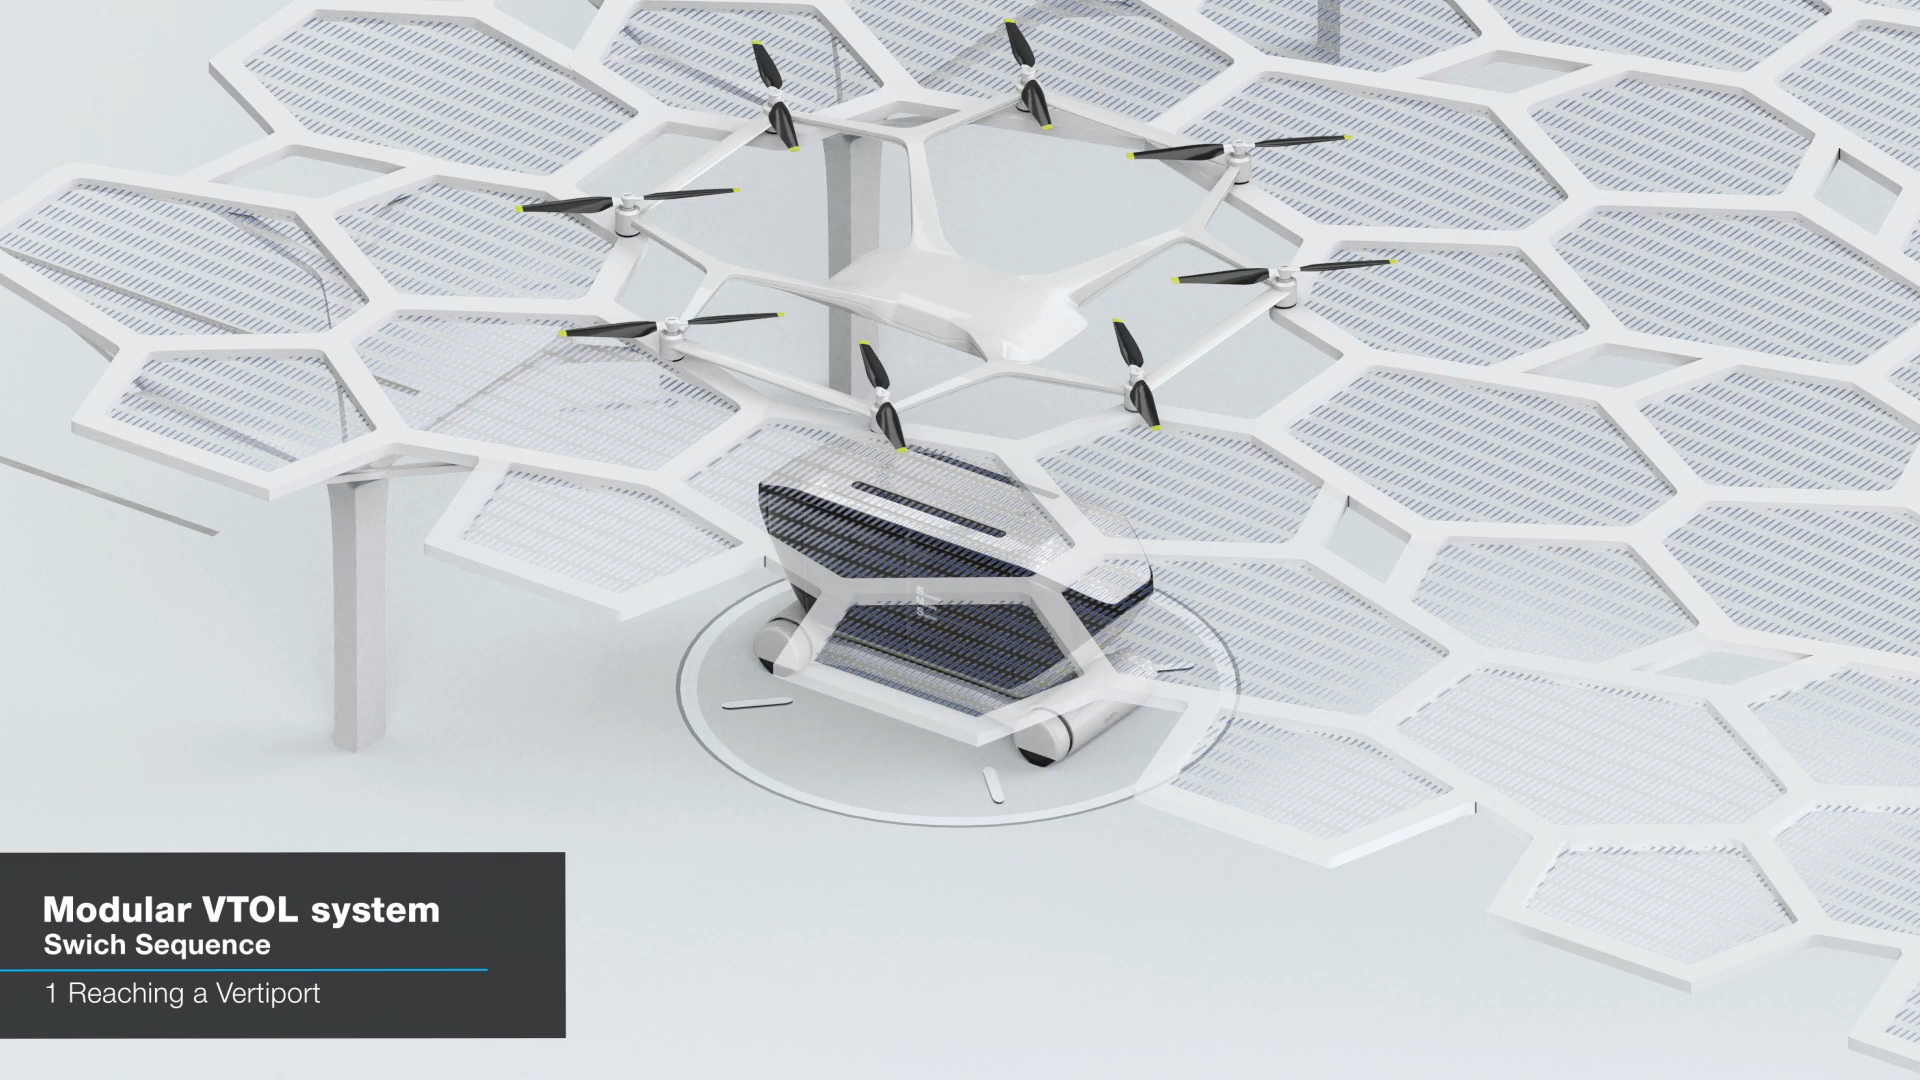 Modular VTOL system
Swich Sequence
1 Reaching a Vertiport